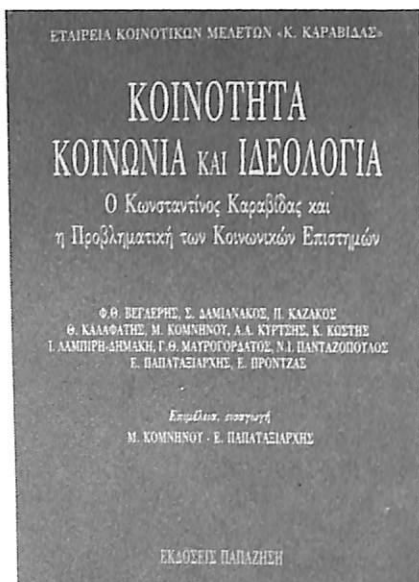 ΕΤΑΙΡΕΙΑ ΚΟΙΝΟΤΙΚΩΝ ΜΕΛΕΤΩΝ «Κ. ΚΑΡΑΒΙΔΑΣ»
ΚΟΙΝΟΤΗΤΑ
ΚΟΙΝΩΝΙΑ ΚΑΙ ΙΔΕΟΛΟΓΙΑ
Ο Κωνσταντίνος Καραβίδας και
η Προβληματική των Κοινωνικών Επιστημών
Φ.Θ. ΒΕΓΛΕΡΗΣ, Σ. ΔΑΜΙΑΝΑΚΟΣ, Π. ΚΑΖΑΚΟΣ
Θ. ΚΑΛΑΦΑΤΗΣ, Μ. ΚΟΜΝΗΝΟΥ, Α.Α. ΚΥΡΤΣΗΣ, Κ. ΚΩΣΤΗΣ
Ι. ΛΑΜΠΙΡΗ-ΔΗΜΑΚΗ, Γ.Θ. ΜΑΥΡΟΓΟΡΔΑΤΟΣ, Ν.Ι. ΠΑΝΤΑΖΟΠΟΥΛΟΣ
Ε. ΠΑΠΑΤΑΞΙΑΡΧΗΣ, Ε. ΠΡΟΝΤΖΑΣ
Επιμέλεια, εισαγωγή
Μ. ΚΟΜΝΗΝΟΥ - Ε. ΠΑΠΑΤΑΞΙΑΡΧΗΣ
ΕΚΔΟΣΕΙΣ ΠΑΠΑΖΗΣΗ